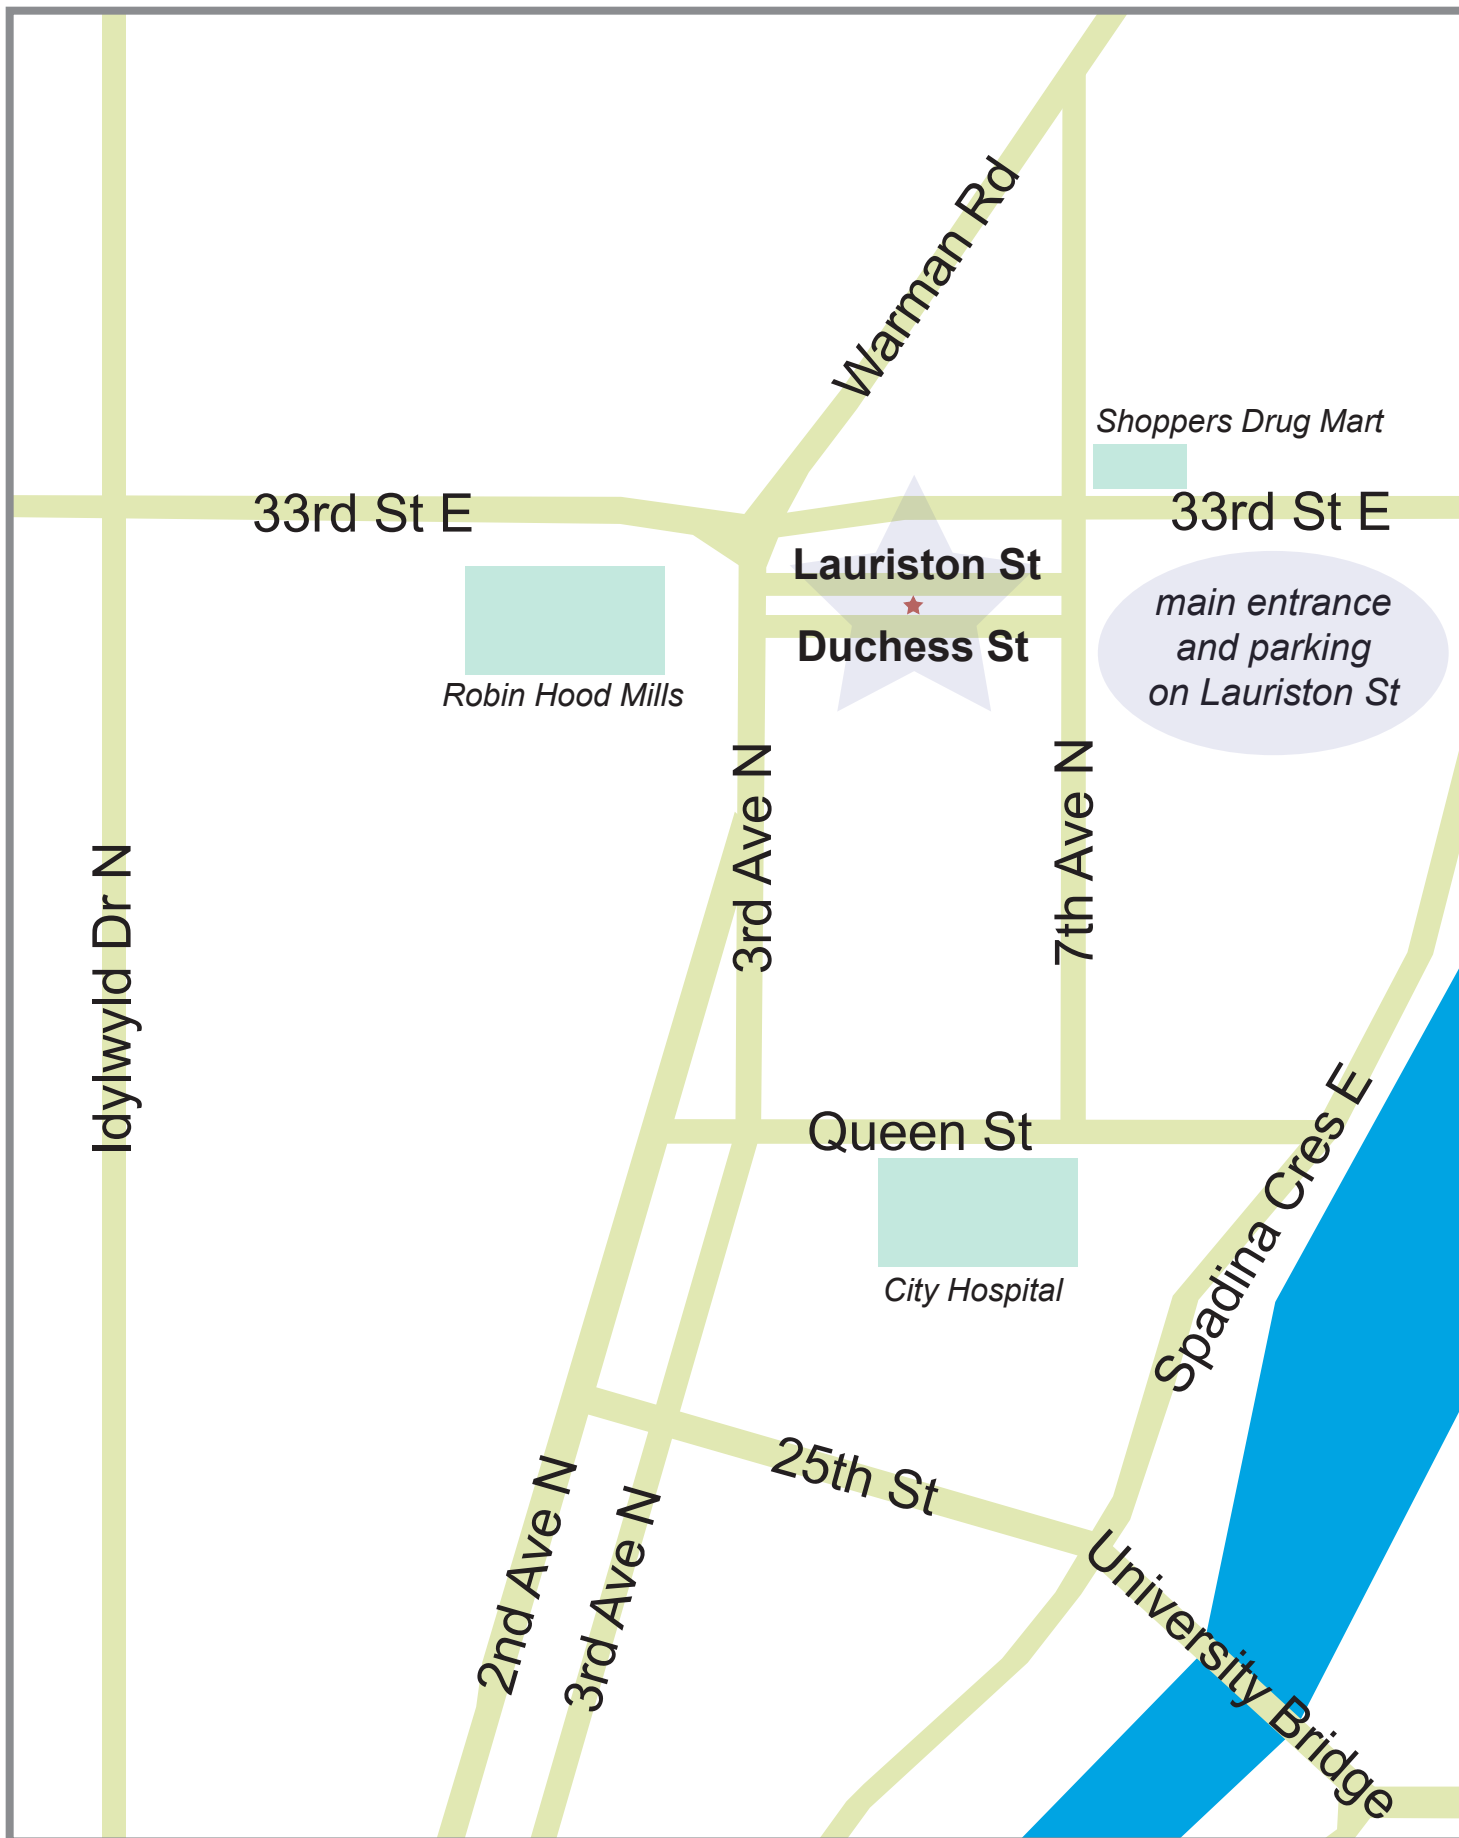 Warman Rd
Shoppers Drug Mart
33rd St E
33rd St E
Lauriston St
main entrance
and parking
on Lauriston St
Duchess St
Robin Hood Mills
3rd Ave N
7th Ave N
Idylwyld Dr N
Queen St
Spadina Cres E
City Hospital
25th St
2nd Ave N
3rd Ave N
University Bridge